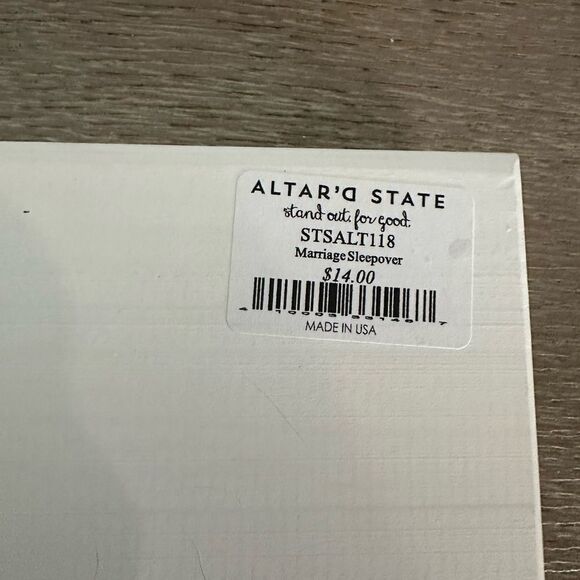 ALTAR'D STATE
stand out. for good.
STSALT118
Marriage Sleepover
$14.00
MADE IN USA